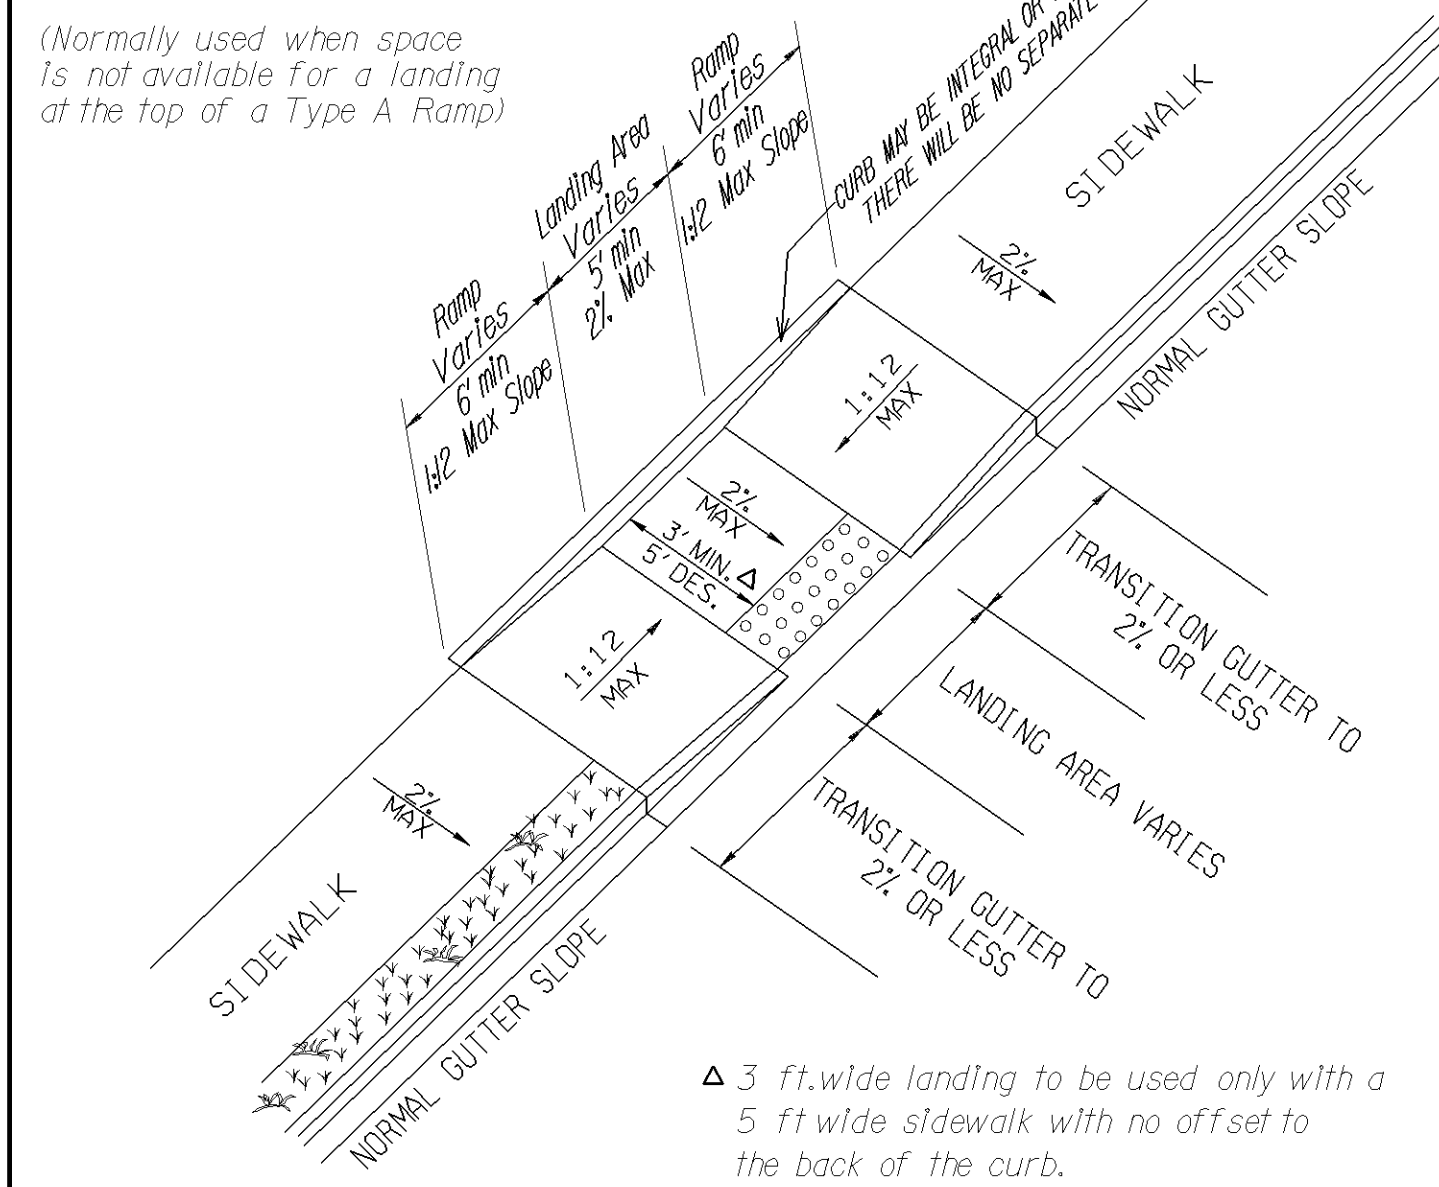 (Normally used when space
is not available for a landing
at the top of a Type A Ramp)
Ramp
Varies
6' min
1:12 Max Slope
Landing Area
Varies
5' min
2% Max
Ramp
Varies
6' min
1:12 Max Slope
CURB MAY BE INTEGRAL OR
THERE WILL BE NO SEPARATE
SIDEWALK
2%
MAX
NORMAL GUTTER SLOPE
1:12
MAX
2%
MAX
3' MIN. Δ
5' DES.
1:12
MAX
TRANSITION GUTTER TO
2% OR LESS
LANDING AREA VARIES
TRANSITION GUTTER TO
2% OR LESS
2%
MAX
SIDEWALK
NORMAL GUTTER SLOPE
Δ 3 ft.wide landing to be used only with a
5 ft wide sidewalk with no offset to
the back of the curb.